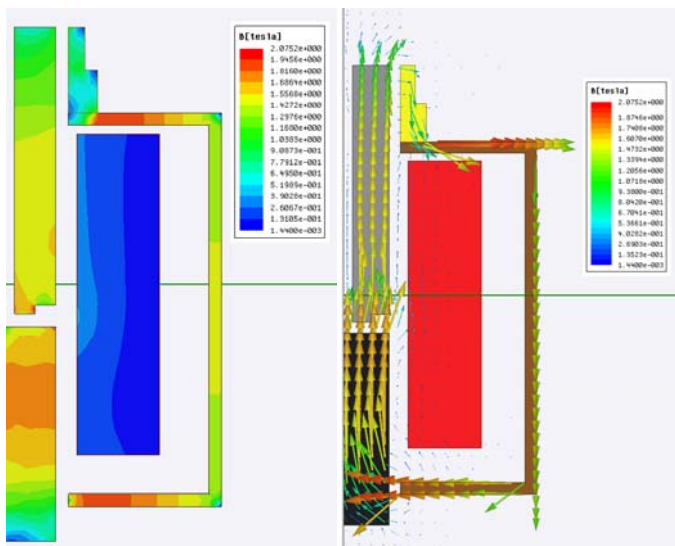 B[tesla]
2.0752e+000
1.9456e+000
1.8160e+000
1.6864e+000
1.5568e+000
1.4272e+000
1.2976e+000
1.1680e+000
1.0385e+000
9.0873e-001
7.7912e-001
6.4950e-001
5.1989e-001
3.9028e-001
2.6067e-001
1.3105e-001
1.4400e-003
B[tesla]
2.0752e+000
1.8746e+000
1.7408e+000
1.6070e+000
1.4732e+000
1.3394e+000
1.2056e+000
1.0718e+000
9.3800e-001
8.0420e-001
6.7041e-001
5.3661e-001
4.0282e-001
2.6903e-001
1.3523e-001
1.4400e-003